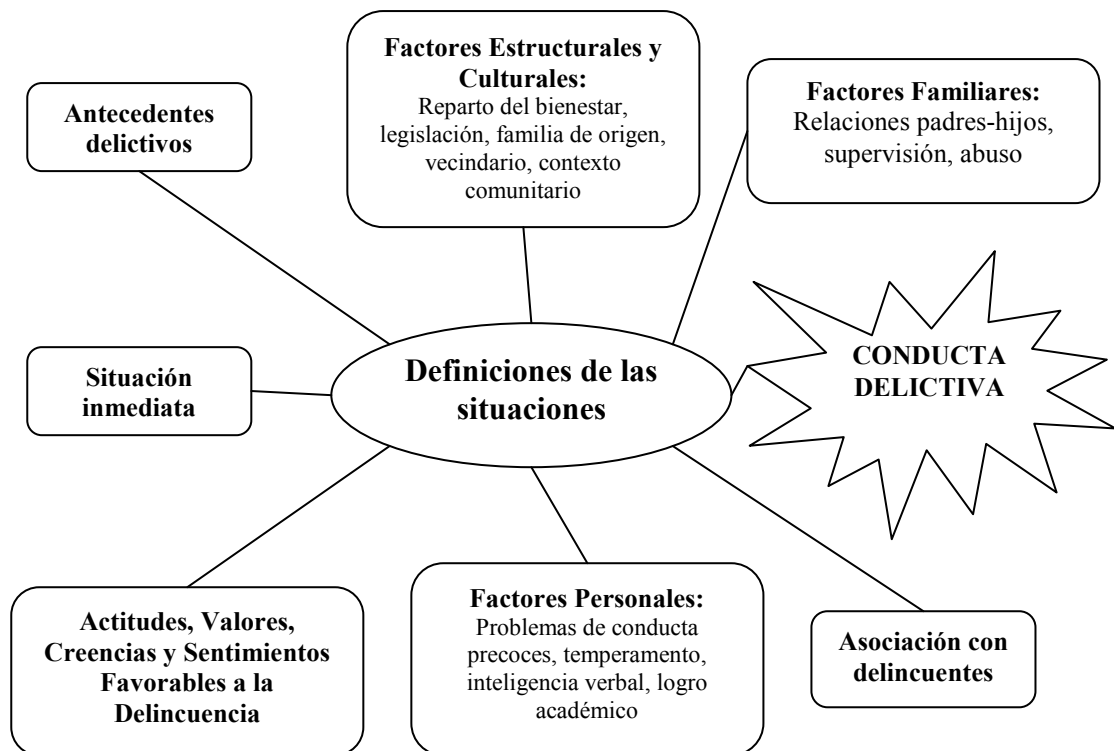 Factores Estructurales y
Culturales:
Reparto del bienestar,
legislación, familia de origen,
vecindario, contexto
comunitario
Antecedentes
delictivos
Factores Familiares:
Relaciones padres-hijos,
supervisión, abuso
Situación
inmediata
Definiciones de las
situaciones
CONDUCTA
DELICTIVA
Actitudes, Valores,
Creencias y Sentimientos
Favorables a la
Delincuencia
Factores Personales:
Problemas de conducta
precoces, temperamento,
inteligencia verbal, logro
académico
Asociación con
delincuentes